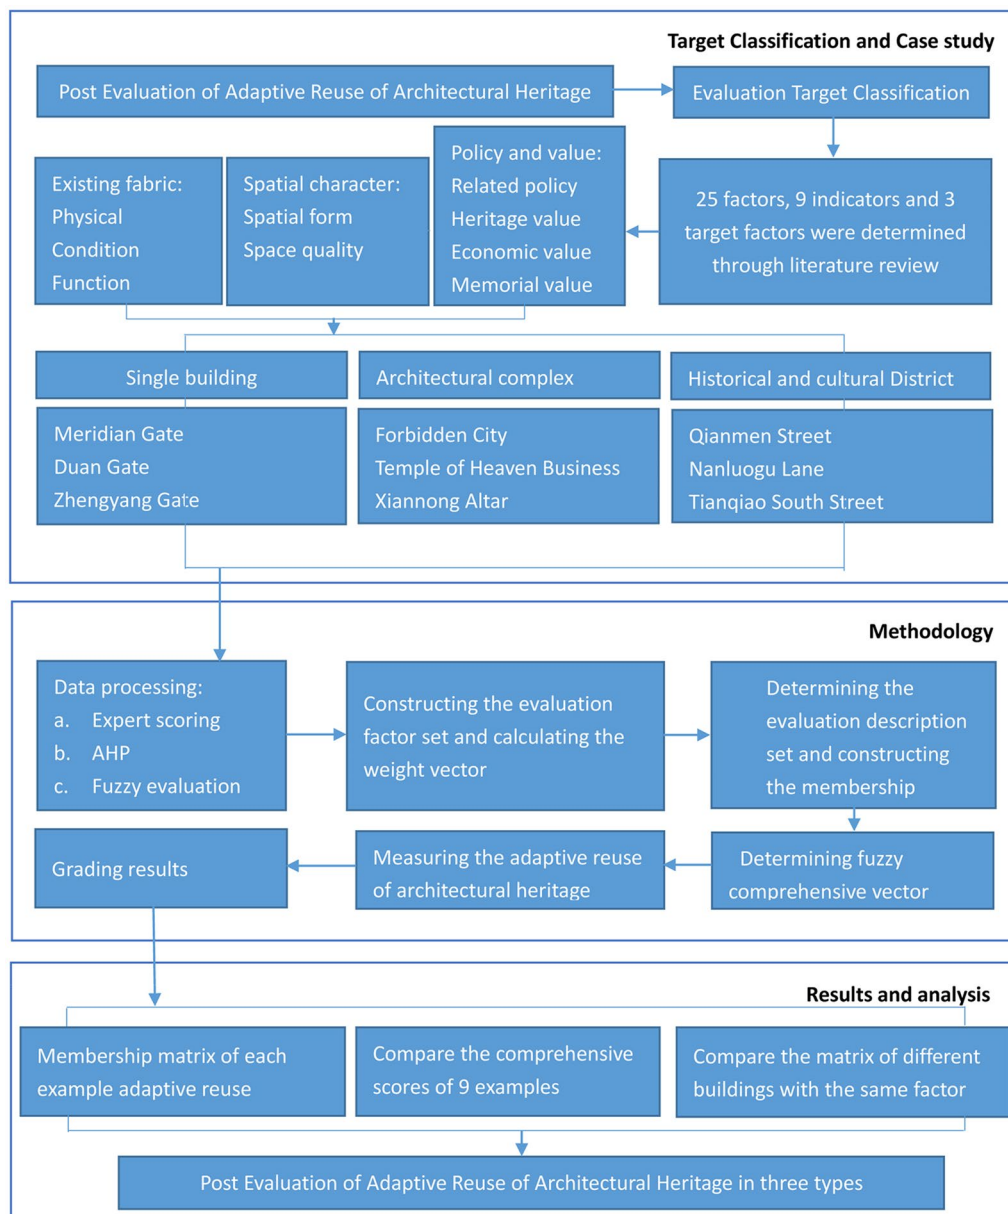 Target Classification and Case study
Post Evaluation of Adaptive Reuse of Architectural Heritage
Evaluation Target Classification
25 factors, 9 indicators and 3
target factors were determined
through literature review
Existing fabric:
Physical
Condition
Function
Spatial character:
Spatial form
Space quality
Policy and value:
Related policy
Heritage value
Economic value
Memorial value
Single building
Architectural complex
Historical and cultural District
Meridian Gate
Duan Gate
Zhengyang Gate
Forbidden City
Temple of Heaven Business
Xiannong Altar
Qianmen Street
Nanluogu Lane
Tianqiao South Street
Methodology
Data processing:
a. Expert scoring
b. AHP
c. Fuzzy evaluation
Constructing the evaluation
factor set and calculating the
weight vector
Determining the
evaluation description
set and constructing
the membership
Determining fuzzy
comprehensive vector
Measuring the adaptive reuse
of architectural heritage
Grading results
Results and analysis
Membership matrix of each
example adaptive reuse
Compare the comprehensive
scores of 9 examples
Compare the matrix of different
buildings with the same factor
Post Evaluation of Adaptive Reuse of Architectural Heritage in three types